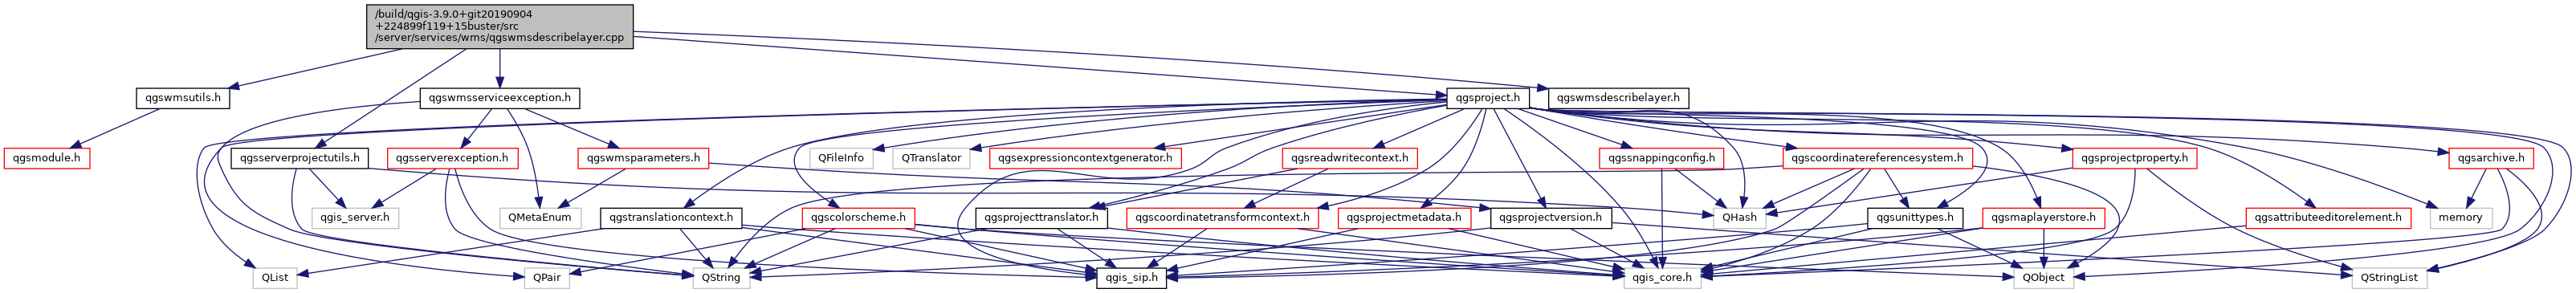 /build/qgis-3.9.0+git20190904
+224899f119+15buster/src
/server/services/wms/qgswmsdescribelayer.cpp
qgswmsutils.h
qgswmsserviceexception.h
qgsproject.h
qgswmsdescribelayer.h
qgsmodule.h
qgsserverprojectutils.h
qgsserverexception.h
qgswmsparameters.h
QFileInfo
QTranslator
qgsexpressioncontextgenerator.h
qgsreadwritecontext.h
qgssnappingconfig.h
qgscoordinatereferencesystem.h
qgsprojectproperty.h
qgsarchive.h
qgis_server.h
QMetaEnum
qgstranslationcontext.h
qgscolorscheme.h
qgsprojecttranslator.h
qgscoordinatetransformcontext.h
qgsprojectmetadata.h
qgsprojectversion.h
QHash
qgsunittypes.h
qgsmaplayerstore.h
qgsattributeeditorelement.h
memory
QList
QPair
QString
qgis_sip.h
qgis_core.h
QObject
QStringList